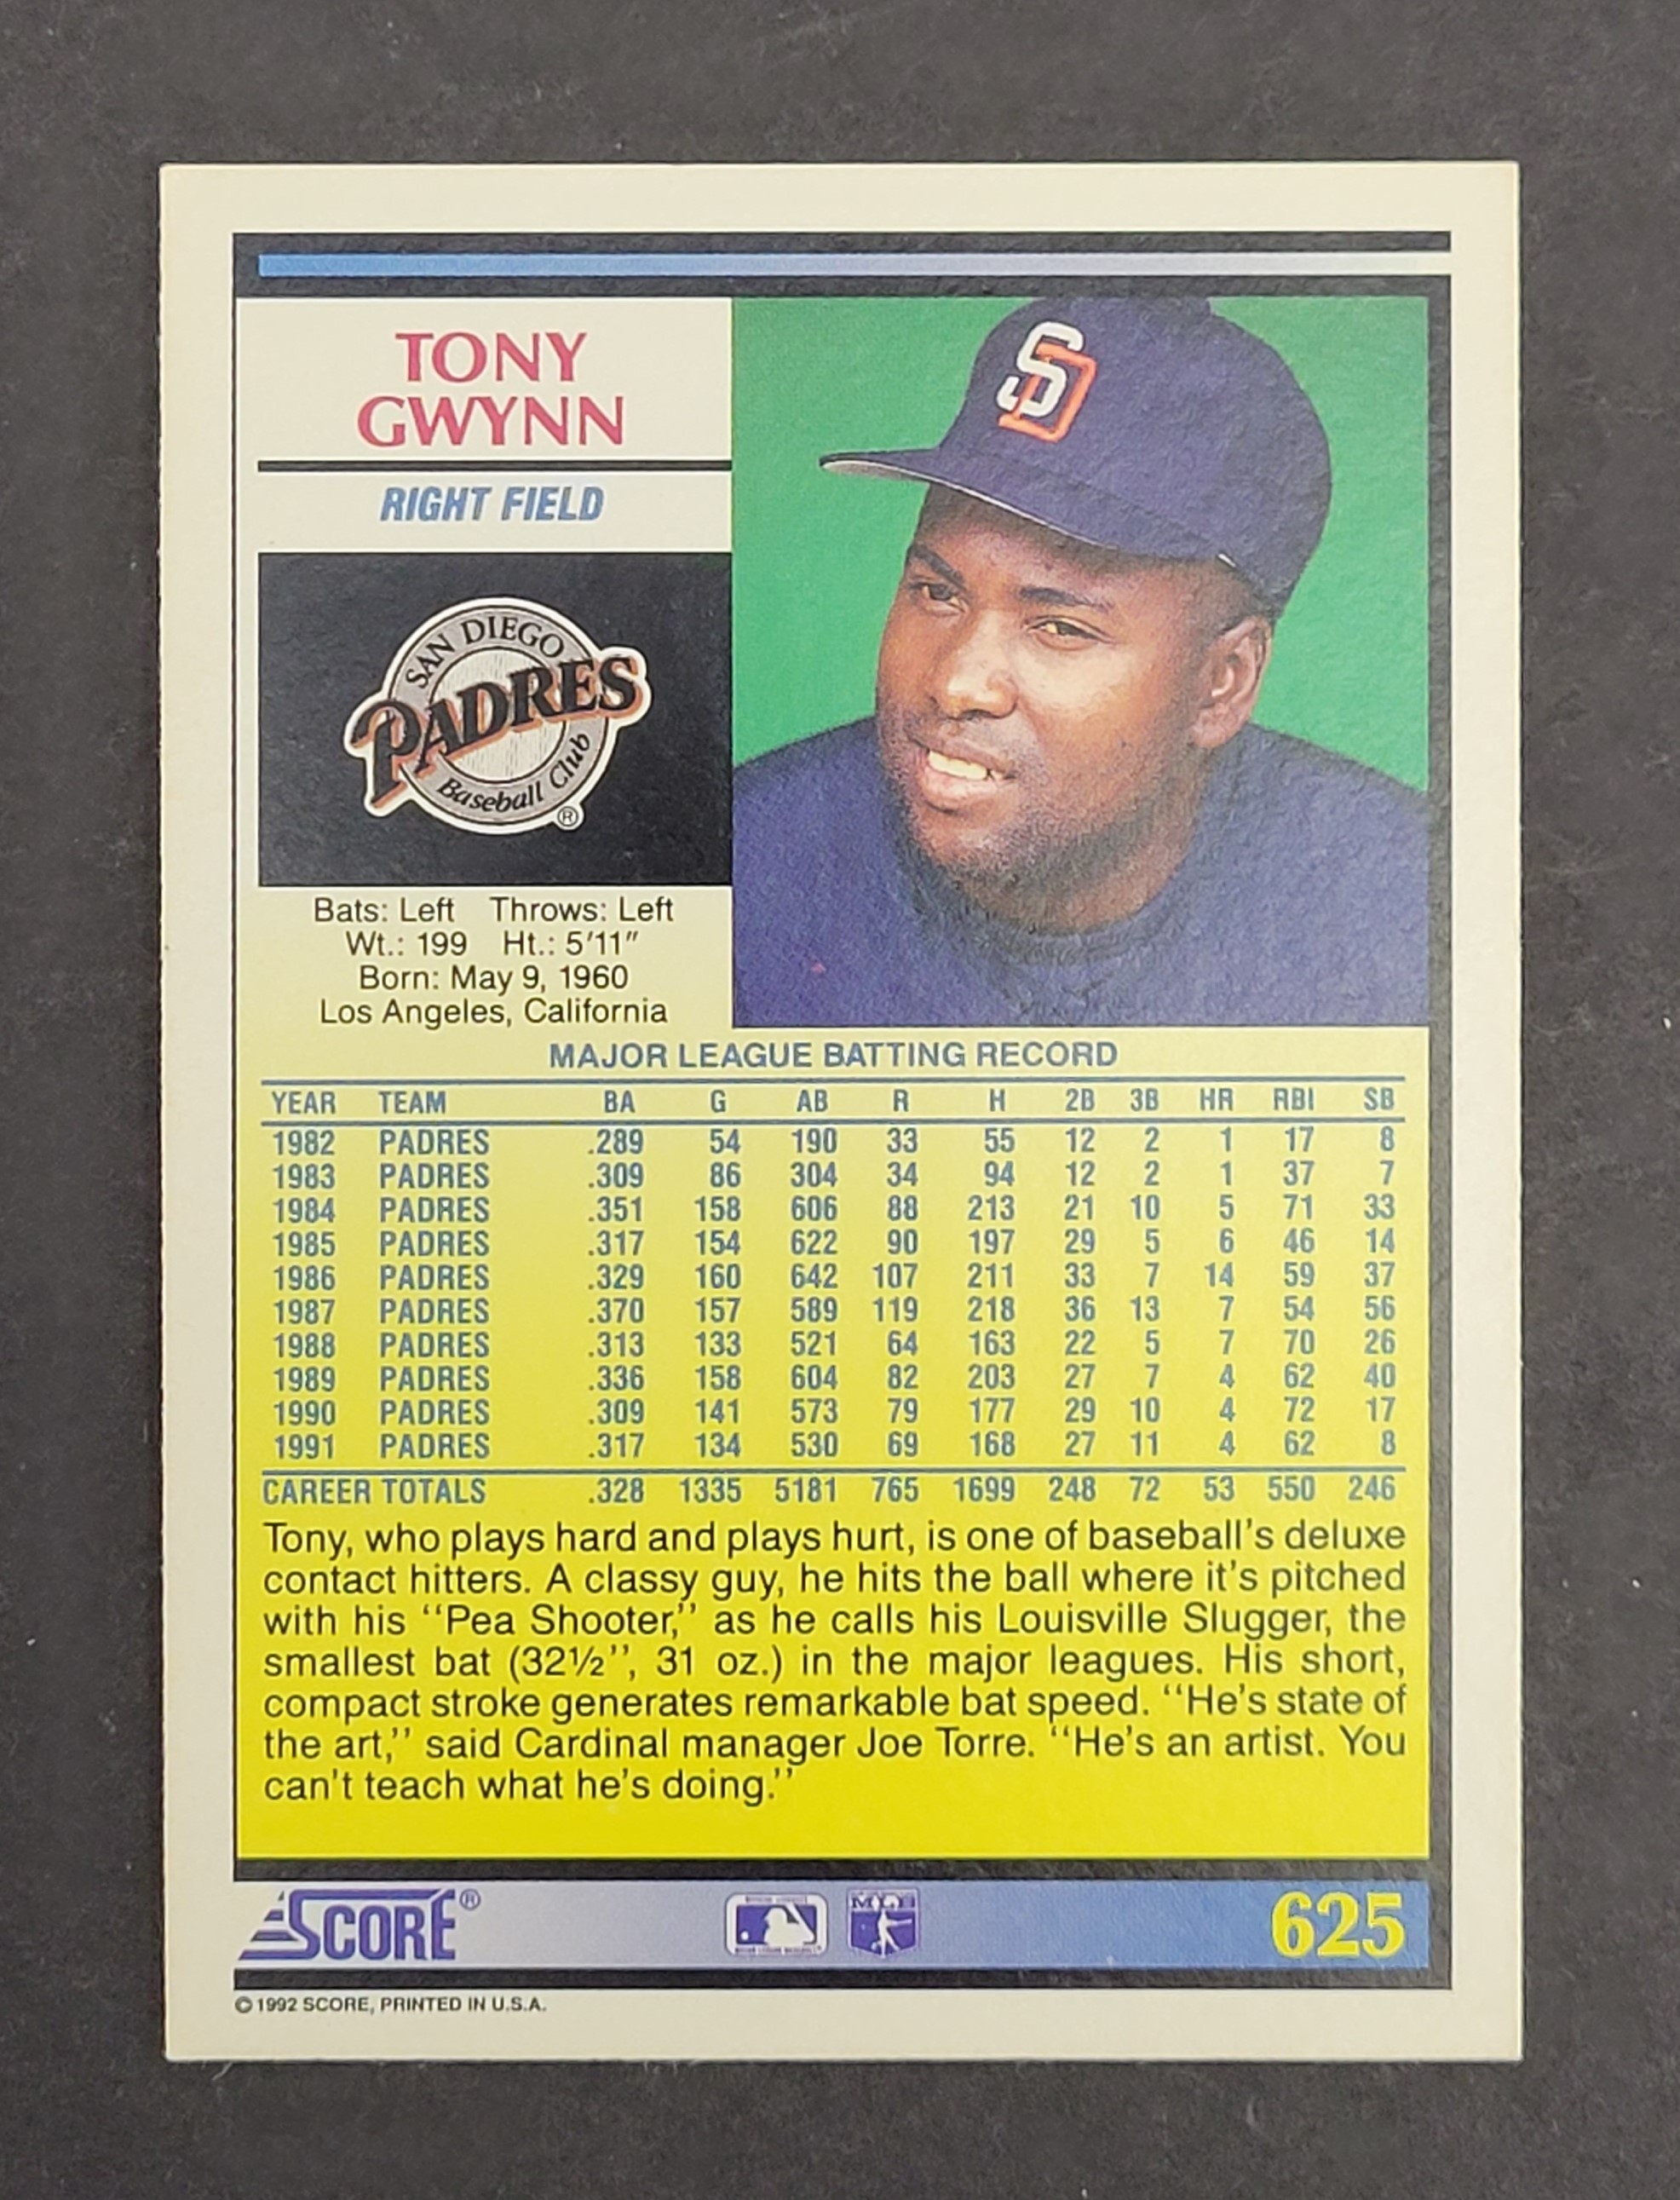 TONY
GWYNN
RIGHT FIELD
SAN DIEGO
PADRES
Baseball Club
®
SD
Bats: Left Throws: Left
Wt.: 199 Ht.: 5'11"
Born: May 9, 1960
Los Angeles, California
MAJOR LEAGUE BATTING RECORD
YEAR TEAM BA G AB R H 2B 3B HR RBI SB
1982 PADRES .289 54 190 33 55 12 2 1 17 8
1983 PADRES .309 86 304 34 94 12 2 1 37 7
1984 PADRES .351 158 606 88 213 21 10 5 71 33
1985 PADRES .317 154 622 90 197 29 5 6 46 14
1986 PADRES .329 160 642 107 211 33 7 14 59 37
1987 PADRES .370 157 589 119 218 36 13 7 54 56
1988 PADRES .313 133 521 64 163 22 5 7 70 26
1989 PADRES .336 158 604 82 203 27 7 4 62 40
1990 PADRES .309 141 573 79 177 29 10 4 72 17
1991 PADRES .317 134 530 69 168 27 11 4 62 8
CAREER TOTALS .328 1335 5181 765 1699 248 72 53 550 246
Tony, who plays hard and plays hurt, is one of baseball's deluxe
contact hitters. A classy guy, he hits the ball where it's pitched
with his ‘‘Pea Shooter,’’ as he calls his Louisville Slugger, the
smallest bat (32½’’, 31 oz.) in the major leagues. His short,
compact stroke generates remarkable bat speed. ‘‘He's state of
the art,’’ said Cardinal manager Joe Torre. ‘‘He's an artist. You
can't teach what he's doing.’’
SCORE®
MLB
625
© 1992 SCORE, PRINTED IN U.S.A.